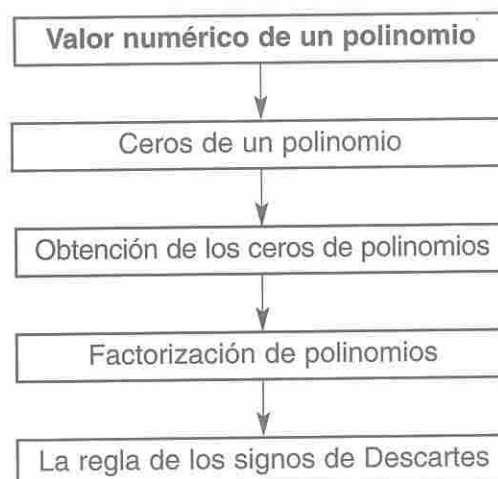 Valor numérico de un polinomio
Ceros de un polinomio
Obtención de los ceros de polinomios
Factorización de polinomios
La regla de los signos de Descartes